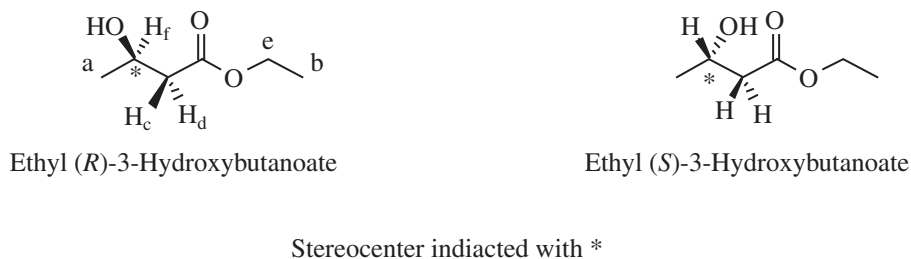 HO H_f O H OH O
a * O e b * O
H_c H_d H H
Ethyl (R)-3-Hydroxybutanoate Ethyl (S)-3-Hydroxybutanoate
Stereocenter indiacted with *